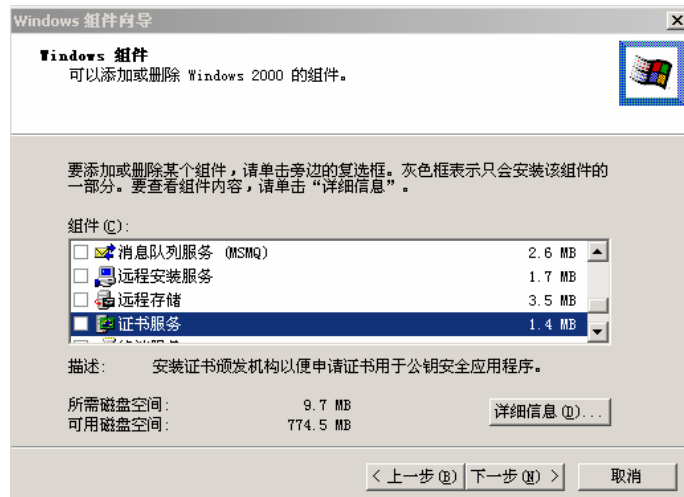 Windows 组件向导
Windows 组件
可以添加或删除 Windows 2000 的组件。
要添加或删除某个组件，请单击旁边的复选框。灰色框表示只会安装该组件的
一部分。要查看组件内容，请单击“详细信息”。
组件(C):
消息队列服务 (MSMQ) 2.6 MB
远程安装服务 1.7 MB
远程存储 3.5 MB
证书服务 1.4 MB
描述: 安装证书颁发机构以便申请证书用于公钥安全应用程序。
所需磁盘空间: 9.7 MB
可用磁盘空间: 774.5 MB
详细信息(D)...
< 上一步(B) 下一步(N) > 取消